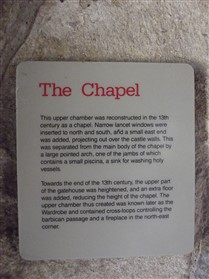 The Chapel
This upper chamber was reconstructed in the 13th
century as a chapel. Narrow lancet windows were
inserted to north and south, and a small east end
was added, projecting out over the castle walls. This
was separated from the main body of the chapel by
a large pointed arch, one of the jambs of which
contains a small piscina, a sink for washing holy
vessels.
Towards the end of the 13th century, the upper part
of the gatehouse was heightened, and an extra floor
was added, reducing the height of the chapel. The
upper chamber thus created was known later as the
Wardrobe and contained cross-loops controlling the
barbican passage and a fireplace in the north-east
corner.